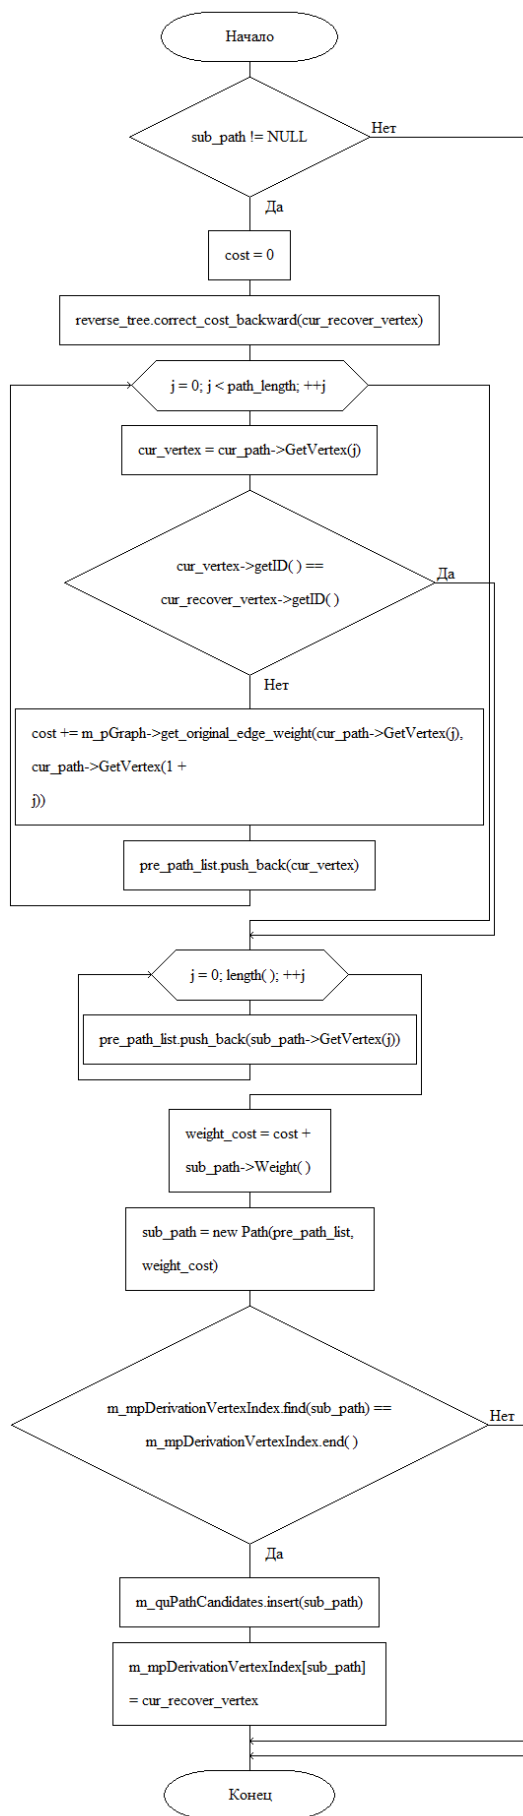 Начало
sub_path != NULL
Нет
Да
cost = 0
reverse_tree.correct_cost_backward(cur_recover_vertex)
j = 0; j < path_length; ++j
cur_vertex = cur_path->GetVertex(j)
cur_vertex->getID( ) ==
cur_recover_vertex->getID( )
Да
Нет
cost += m_pGraph->get_original_edge_weight(cur_path->GetVertex(j),
cur_path->GetVertex(1 +
j))
pre_path_list.push_back(cur_vertex)
j = 0; length( ); ++j
pre_path_list.push_back(sub_path->GetVertex(j))
weight_cost = cost +
sub_path->Weight( )
sub_path = new Path(pre_path_list,
weight_cost)
m_mpDerivationVertexIndex.find(sub_path) ==
m_mpDerivationVertexIndex.end( )
Нет
Да
m_quPathCandidates.insert(sub_path)
m_mpDerivationVertexIndex[sub_path]
= cur_recover_vertex
Конец